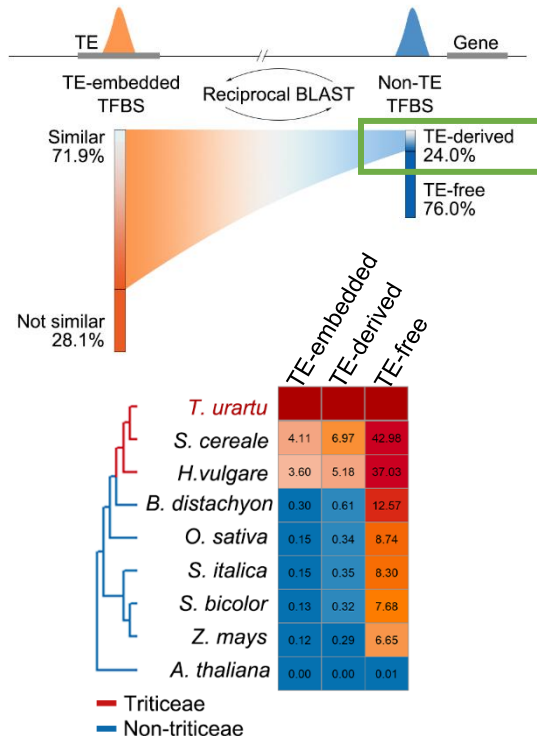 TE
Gene
TE-embedded
TFBS
Reciprocal BLAST
Non-TE
TFBS
Similar
71.9%
TE-derived
24.0%
TE-free
76.0%
Not similar
28.1%
TE-embedded
TE-derived
TE-free
T. urartu
S. cereale 4.11 6.97 42.98
H.vulgare 3.60 5.18 37.03
B. distachyon 0.30 0.61 12.57
O. sativa 0.15 0.34 8.74
S. italica 0.15 0.35 8.30
S. bicolor 0.13 0.32 7.68
Z. mays 0.12 0.29 6.65
A. thaliana 0.00 0.00 0.01
Triticeae
Non-triticeae